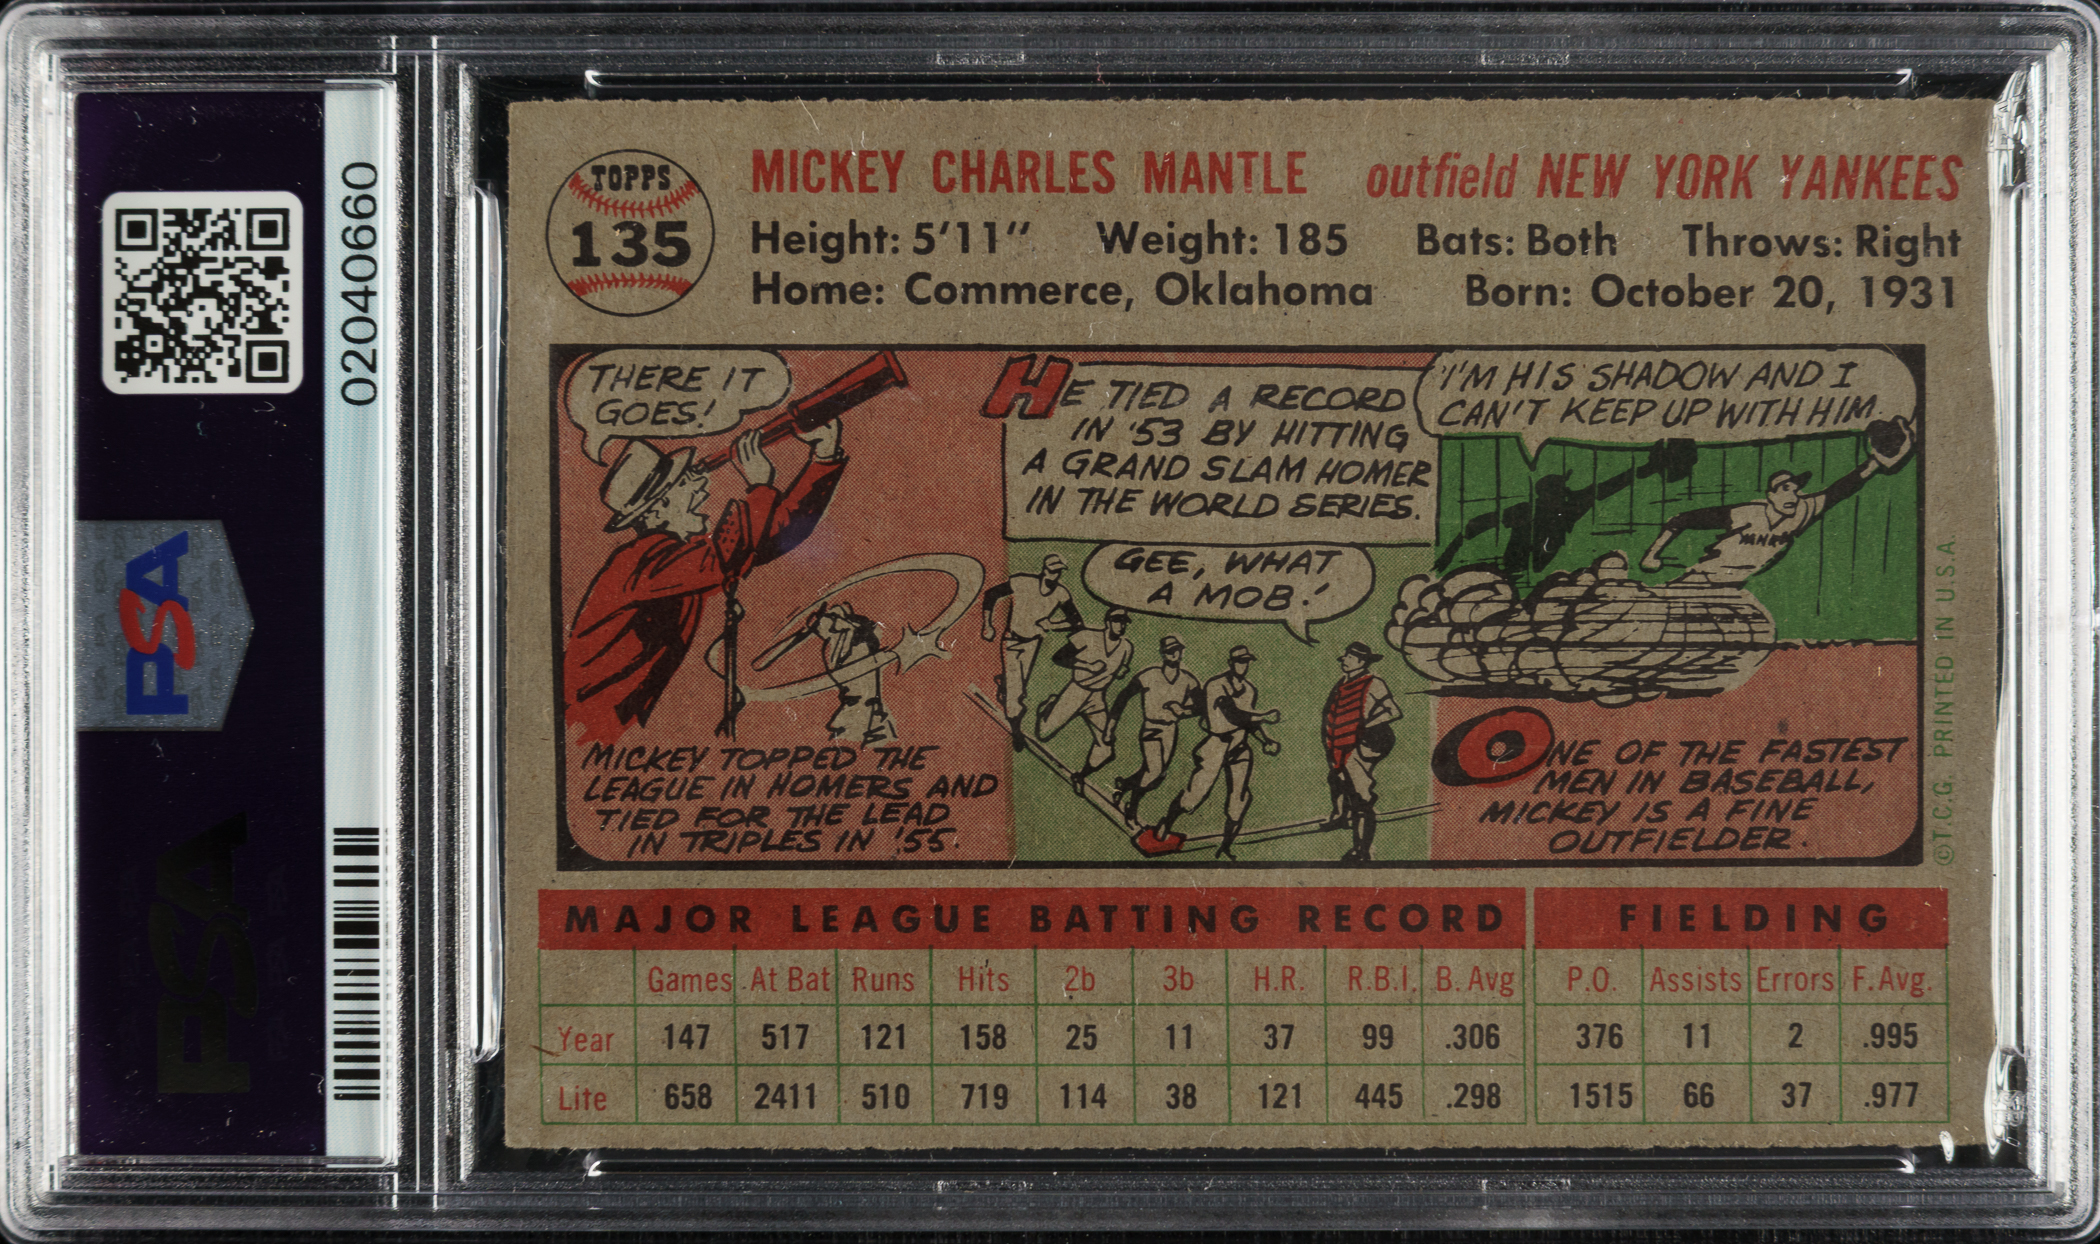 02040660
PSA
PSA
TOPPS
135
MICKEY CHARLES MANTLE outfield NEW YORK YANKEES
Height: 5'11" Weight: 185 Bats: Both Throws: Right
Home: Commerce, Oklahoma Born: October 20, 1931
THERE IT
GOES!
MICKEY TOPPED THE
LEAGUE IN HOMERS AND
TIED FOR THE LEAD
IN TRIPLES IN '55.
HE TIED A RECORD
IN '53 BY HITTING
A GRAND SLAM HOMER
IN THE WORLD SERIES.
GEE, WHAT
A MOB!
I'M HIS SHADOW AND I
CAN'T KEEP UP WITH HIM.
ONE OF THE FASTEST
MEN IN BASEBALL,
MICKEY IS A FINE
OUTFIELDER.
©T.C.G. PRINTED IN U.S.A.
MAJOR LEAGUE BATTING RECORD FIELDING
Games At Bat Runs Hits 2b 3b H.R. R.B.I. B. Avg P.O. Assists Errors F. Avg.
Year 147 517 121 158 25 11 37 99 .306 376 11 2 .995
Life 658 2411 510 719 114 38 121 445 .298 1515 66 37 .977